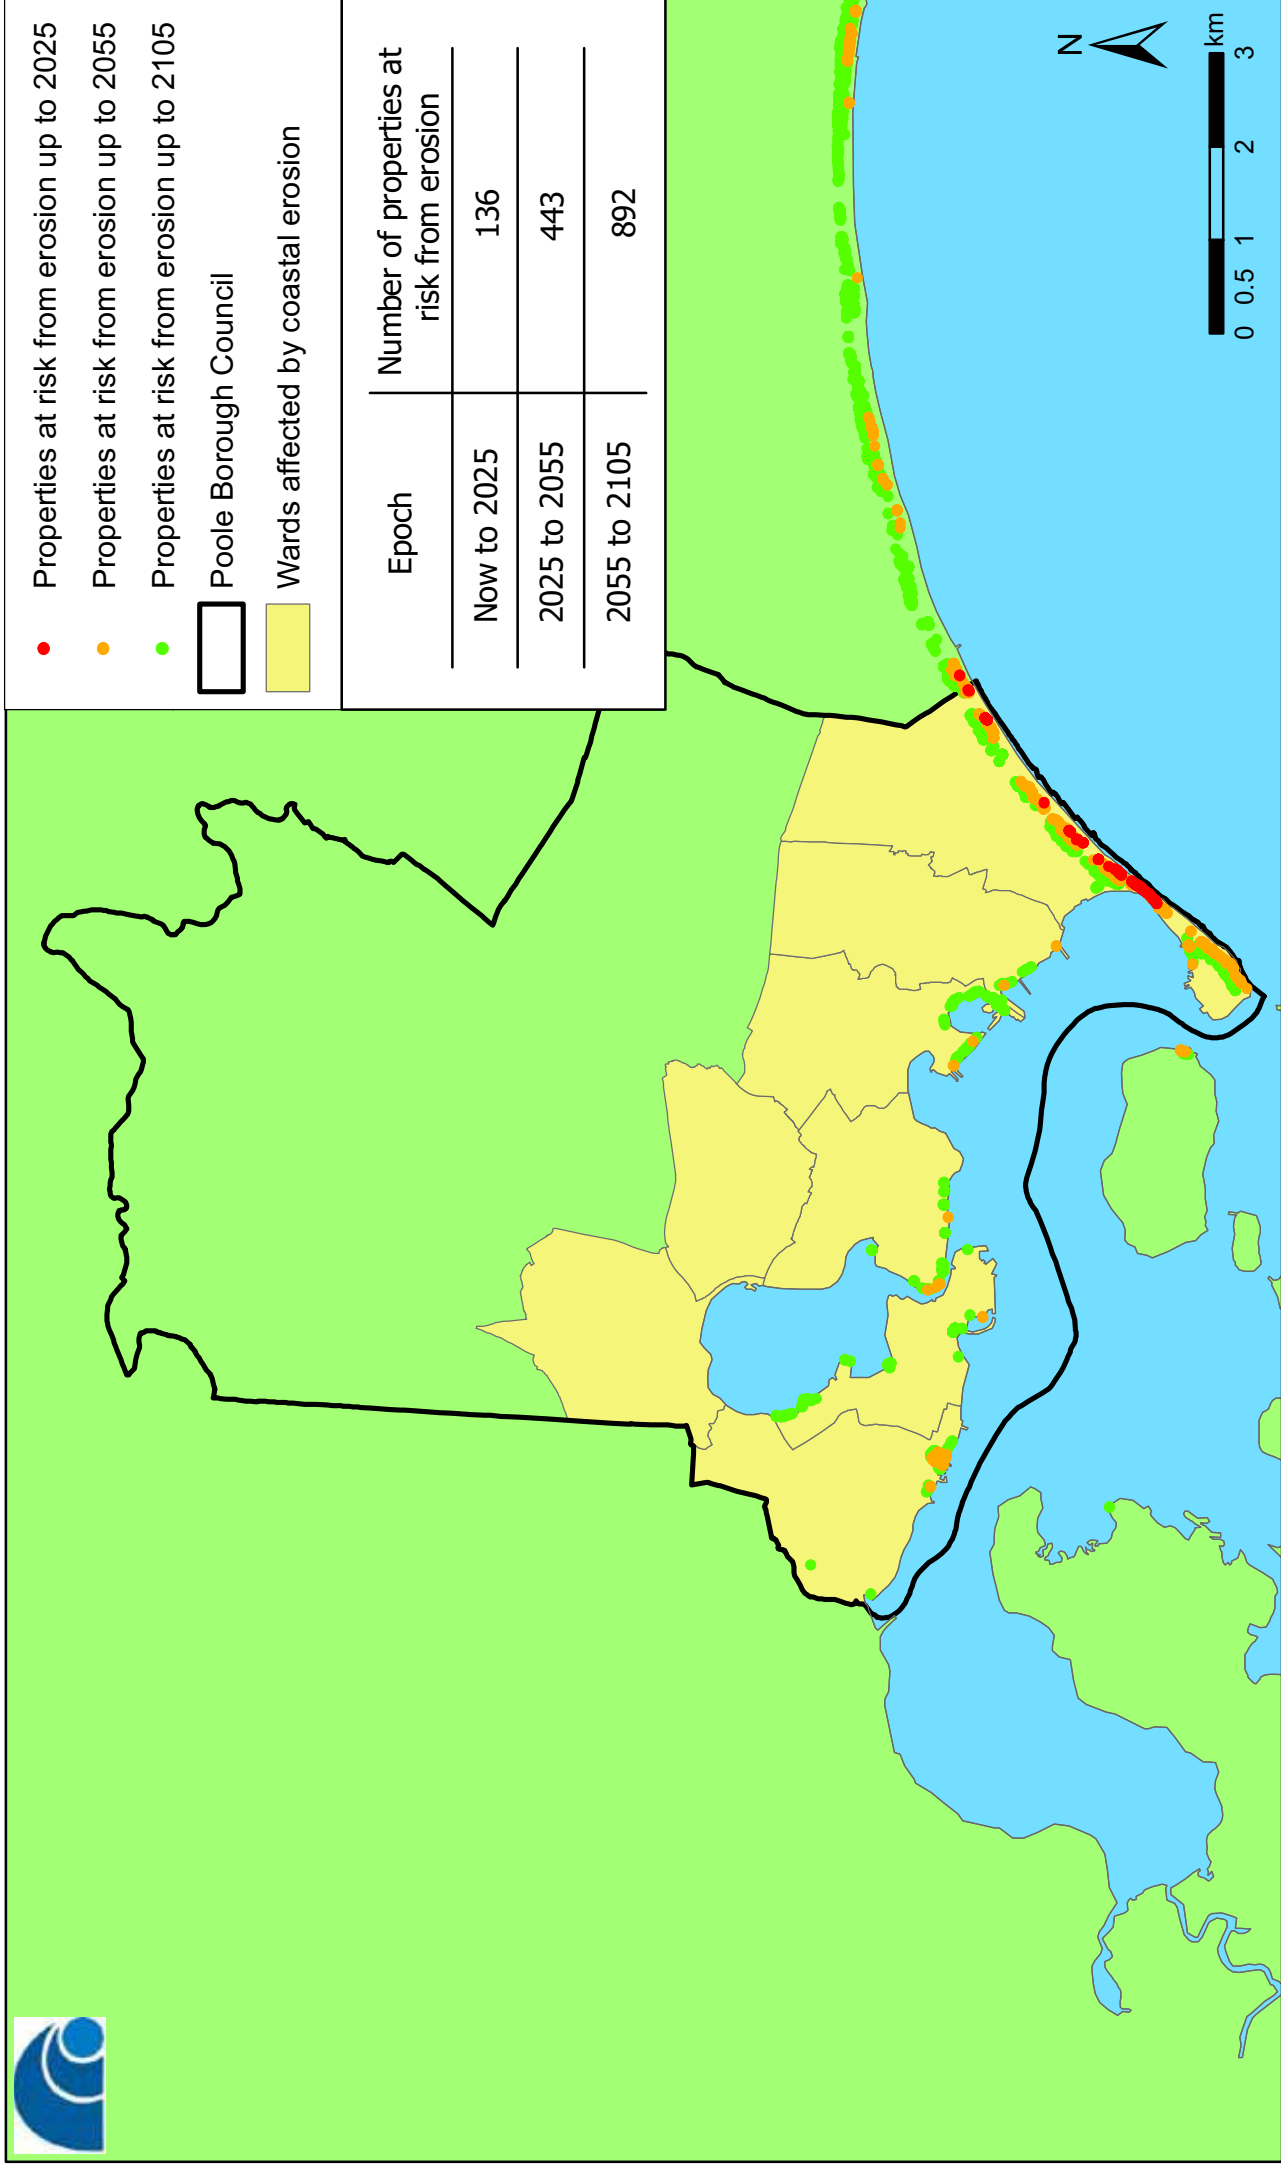 Properties at risk from erosion up to 2025
Properties at risk from erosion up to 2055
Properties at risk from erosion up to 2105
Poole Borough Council
Wards affected by coastal erosion
Epoch
Number of properties at
risk from erosion
Now to 2025
136
2025 to 2055
443
2055 to 2105
892
N
km
0 0.5 1 2 3